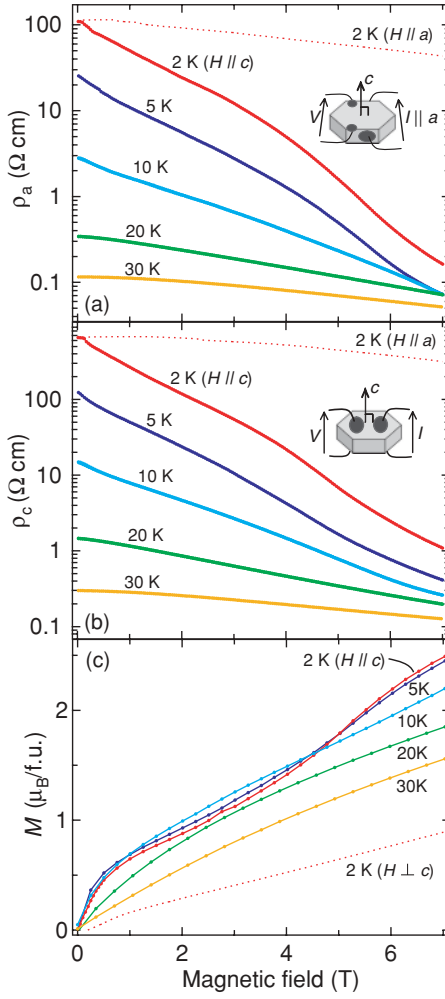 100
10
1
0.1
ρa (Ω cm)
2 K (H // a)
2 K (H // c)
5 K
10 K
20 K
30 K
c
V
I || a
(a)
100
10
1
0.1
ρc (Ω cm)
2 K (H // a)
2 K (H // c)
5 K
10 K
20 K
30 K
c
V
I
(b)
(c)
2
1
0
M (μB/f.u.)
2 K (H // c)
5K
10K
20K
30K
2 K (H ⊥ c)
0 2 4 6
Magnetic field (T)